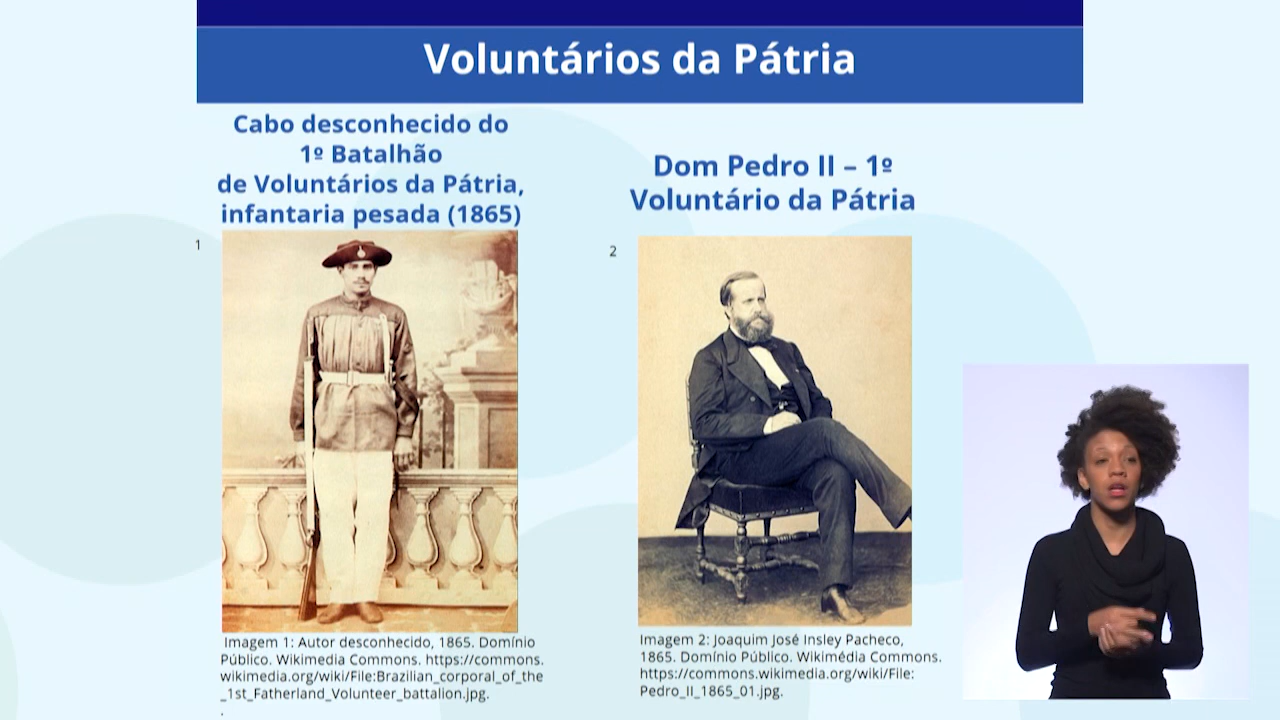 Voluntários da Pátria
Cabo desconhecido do
1º Batalhão
de Voluntários da Pátria,
infantaria pesada (1865)
1
Imagem 1: Autor desconhecido, 1865. Domínio
Público. Wikimedia Commons. https://commons.
wikimedia.org/wiki/File:Brazilian_corporal_of_the
_1st_Fatherland_Volunteer_battalion.jpg.
.
Dom Pedro II – 1º
Voluntário da Pátria
2
Imagem 2: Joaquim José Insley Pacheco,
1865. Domínio Público. Wikimédia Commons.
https://commons.wikimedia.org/wiki/File:
Pedro_II_1865_01.jpg.